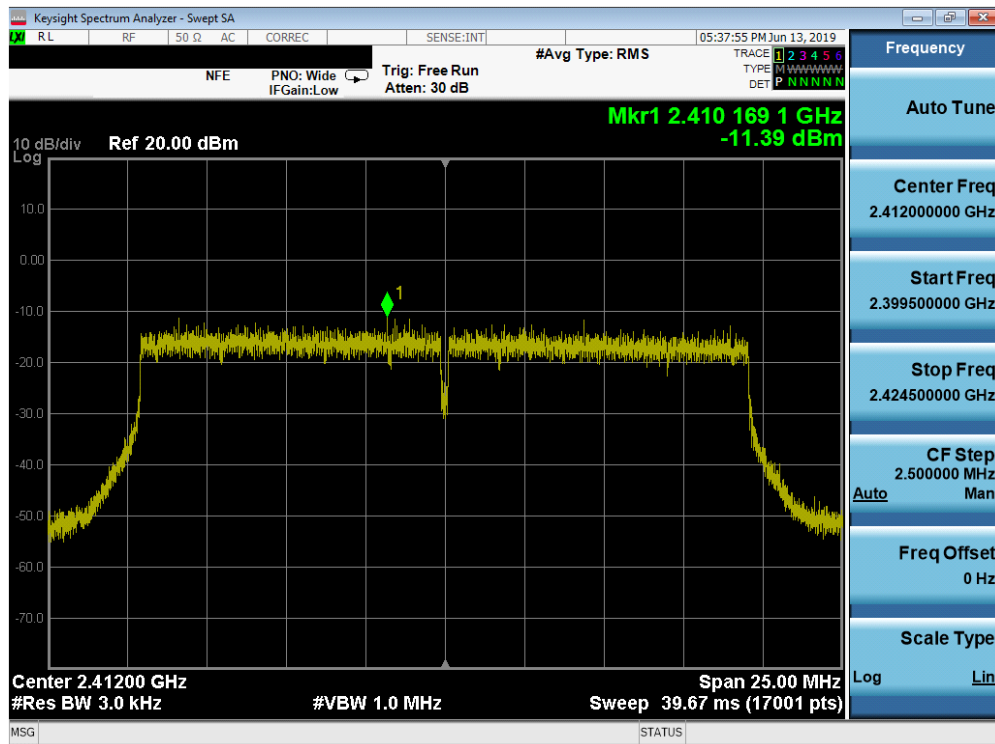 Keysight Spectrum Analyzer - Swept SA
LXI RL RF 50 Ω AC CORREC SENSE:INT 05:37:55 PM Jun 13, 2019
#Avg Type: RMS
TRACE 1 2 3 4 5 6
TYPE M WWWWW
DET P N N N N N
NFE PNO: Wide Trig: Free Run
IFGain:Low Atten: 30 dB
Mkr1 2.410 169 1 GHz
-11.39 dBm
10 dB/div Ref 20.00 dBm
Log
10.0
0.00
-10.0
-20.0
-30.0
-40.0
-50.0
-60.0
-70.0
1
Center 2.41200 GHz Span 25.00 MHz
#Res BW 3.0 kHz #VBW 1.0 MHz Sweep 39.67 ms (17001 pts)
MSG STATUS
Frequency
Auto Tune
Center Freq
2.412000000 GHz
Start Freq
2.399500000 GHz
Stop Freq
2.424500000 GHz
CF Step
2.500000 MHz
Auto Man
Freq Offset
0 Hz
Scale Type
Log Lin